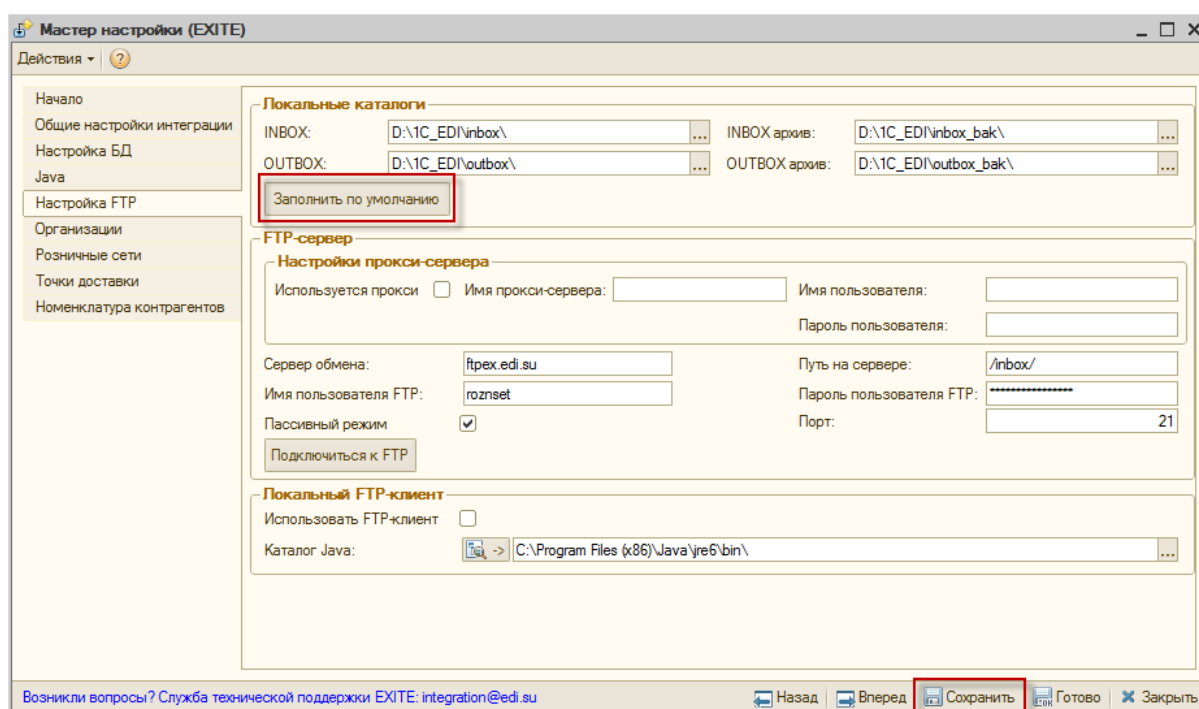 Мастер настройки (EXITE)
Действия
Начало
Общие настройки интеграции
Настройка БД
Java
Настройка FTP
Организации
Розничные сети
Точки доставки
Номенклатура контрагентов
Локальные каталоги
INBOX: D:\1C_EDI\inbox\ ... INBOX архив: D:\1C_EDI\inbox_bak\ ...
OUTBOX: D:\1C_EDI\outbox\ ... OUTBOX архив: D:\1C_EDI\outbox_bak\ ...
Заполнить по умолчанию
FTP-сервер
Настройки прокси-сервера
Используется прокси Имя прокси-сервера: Имя пользователя:
Пароль пользователя:
Сервер обмена: ftpex.edi.su Путь на сервере: /inbox/
Имя пользователя FTP: roznset Пароль пользователя FTP: ****************
Пассивный режим Порт: 21
Подключиться к FTP
Локальный FTP-клиент
Использовать FTP-клиент
Каталог Java: -> C:\Program Files (x86)\Java\jre6\bin\ ...
Возникли вопросы? Служба технической поддержки EXITE: integration@edi.su Назад Вперед Сохранить Готово Закрыть